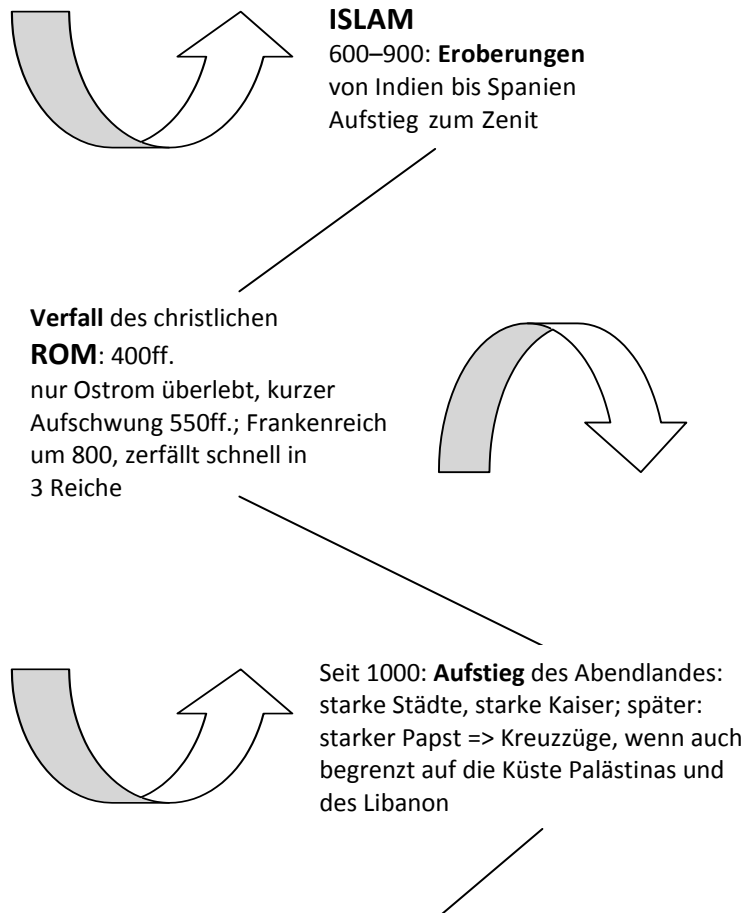 ISLAM
600–900: Eroberungen
von Indien bis Spanien
Aufstieg zum Zenit
Verfall des christlichen
ROM: 400ff.
nur Ostrom überlebt, kurzer
Aufschwung 550ff.; Frankenreich
um 800, zerfällt schnell in
3 Reiche
Seit 1000: Aufstieg des Abendlandes:
starke Städte, starke Kaiser; später:
starker Papst => Kreuzzüge, wenn auch
begrenzt auf die Küste Palästinas und
des Libanon